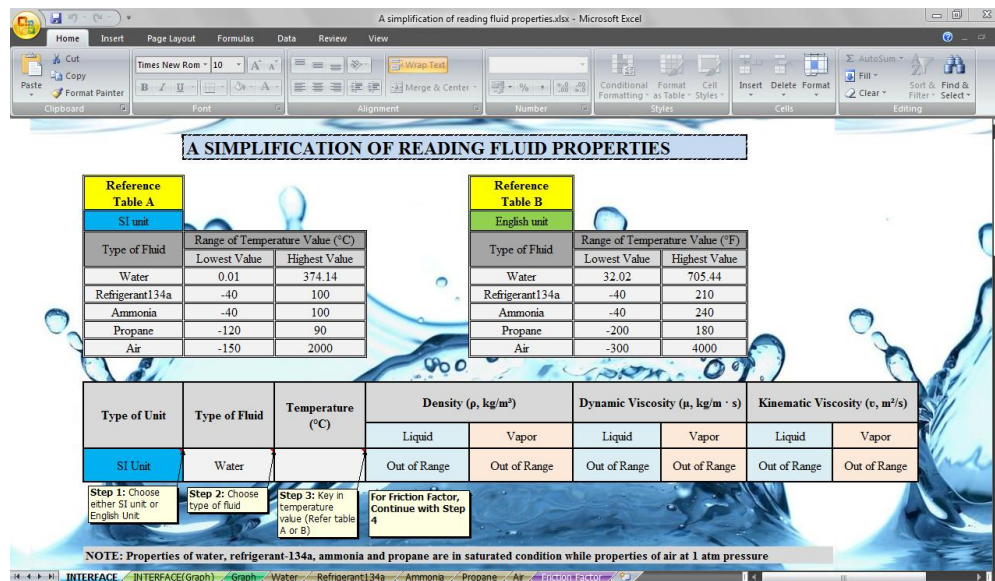 A simplification of reading fluid properties.xlsx - Microsoft Excel
Home Insert Page Layout Formulas Data Review View
Cut
Copy
Format Painter
Paste
Clipboard
Times New Rom 10
B I U
Font
Wrap Text
Merge & Center
Alignment
%
Number
Conditional Formatting
Format as Table
Cell Styles
Styles
Insert Delete Format
Cells
Σ AutoSum
Fill
Clear
Sort & Filter
Find & Select
Editing
A SIMPLIFICATION OF READING FLUID PROPERTIES
Reference
Table A
SI unit
Type of Fluid
Range of Temperature Value (°C)
Lowest Value Highest Value
Water 0.01 374.14
Refrigerant134a -40 100
Ammonia -40 100
Propane -120 90
Air -150 2000
Reference
Table B
English unit
Type of Fluid
Range of Temperature Value (°F)
Lowest Value Highest Value
Water 32.02 705.44
Refrigerant134a -40 210
Ammonia -40 240
Propane -200 180
Air -300 4000
Type of Unit Type of Fluid Temperature (°C) Density (ρ, kg/m³) Dynamic Viscosity (μ, kg/m · s) Kinematic Viscosity (υ, m²/s)
Liquid Vapor Liquid Vapor Liquid Vapor
SI Unit Water Out of Range Out of Range Out of Range Out of Range Out of Range Out of Range
Step 1: Choose
either SI unit or
English Unit
Step 2: Choose
type of fluid
Step 3: Key in
temperature
value (Refer table
A or B)
For Friction Factor,
Continue with Step
4
NOTE: Properties of water, refrigerant-134a, ammonia and propane are in saturated condition while properties of air at 1 atm pressure
INTERFACE INTERFACE(Graph) Graph Water Refrigerant134a Ammonia Propane Air Friction Factor